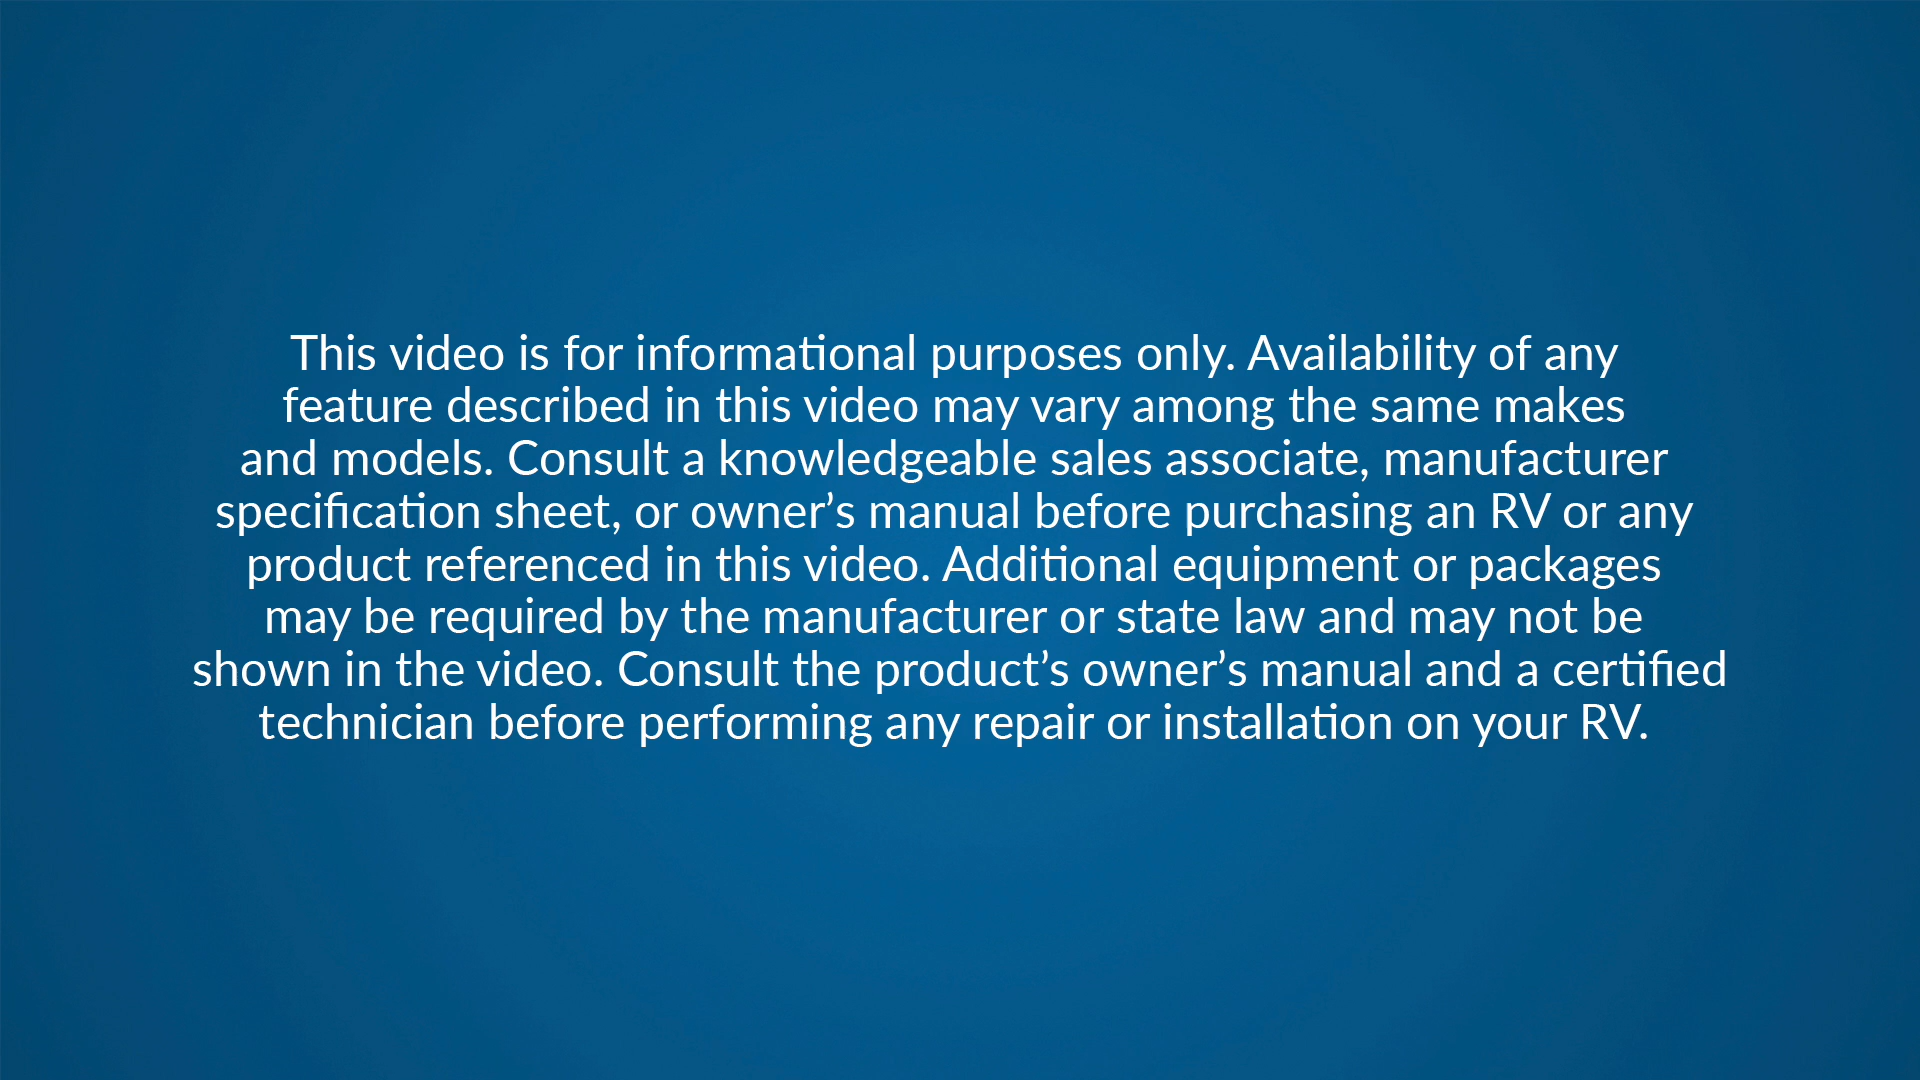 This video is for informational purposes only. Availability of any
feature described in this video may vary among the same makes
and models. Consult a knowledgeable sales associate, manufacturer
specification sheet, or owner’s manual before purchasing an RV or any
product referenced in this video. Additional equipment or packages
may be required by the manufacturer or state law and may not be
shown in the video. Consult the product’s owner’s manual and a certified
technician before performing any repair or installation on your RV.